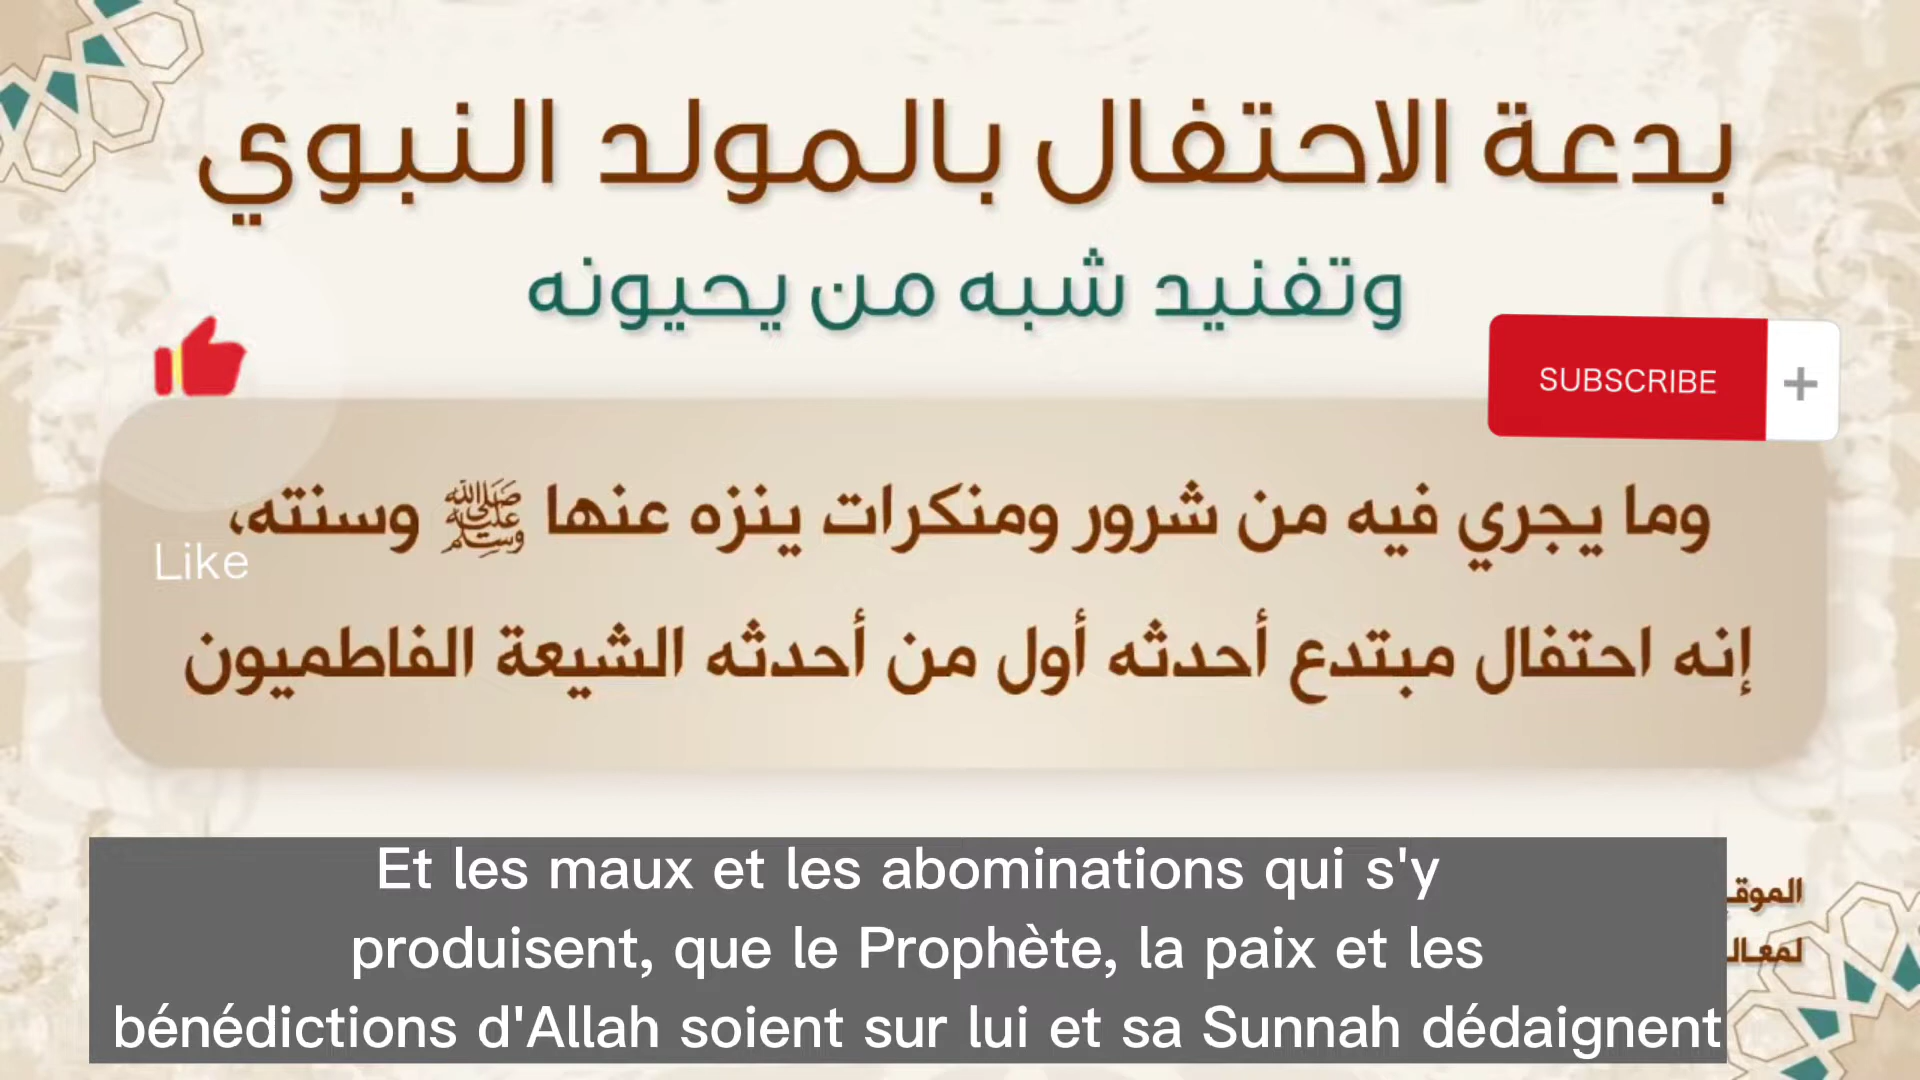 بدعة الاحتفال بالمولد النبوي
وتفنيد شبه من يحيونه
SUBSCRIBE
وما يجري فيه من شرور ومنكرات ينزه عنها ﷺ وسنته،
Like
إنه احتفال مبتدع أحدثه أول من أحدثه الشيعة الفاطميون
Et les maux et les abominations qui s'y
produisent, que le Prophète, la paix et les
bénédictions d'Allah soient sur lui et sa Sunnah dédaignent